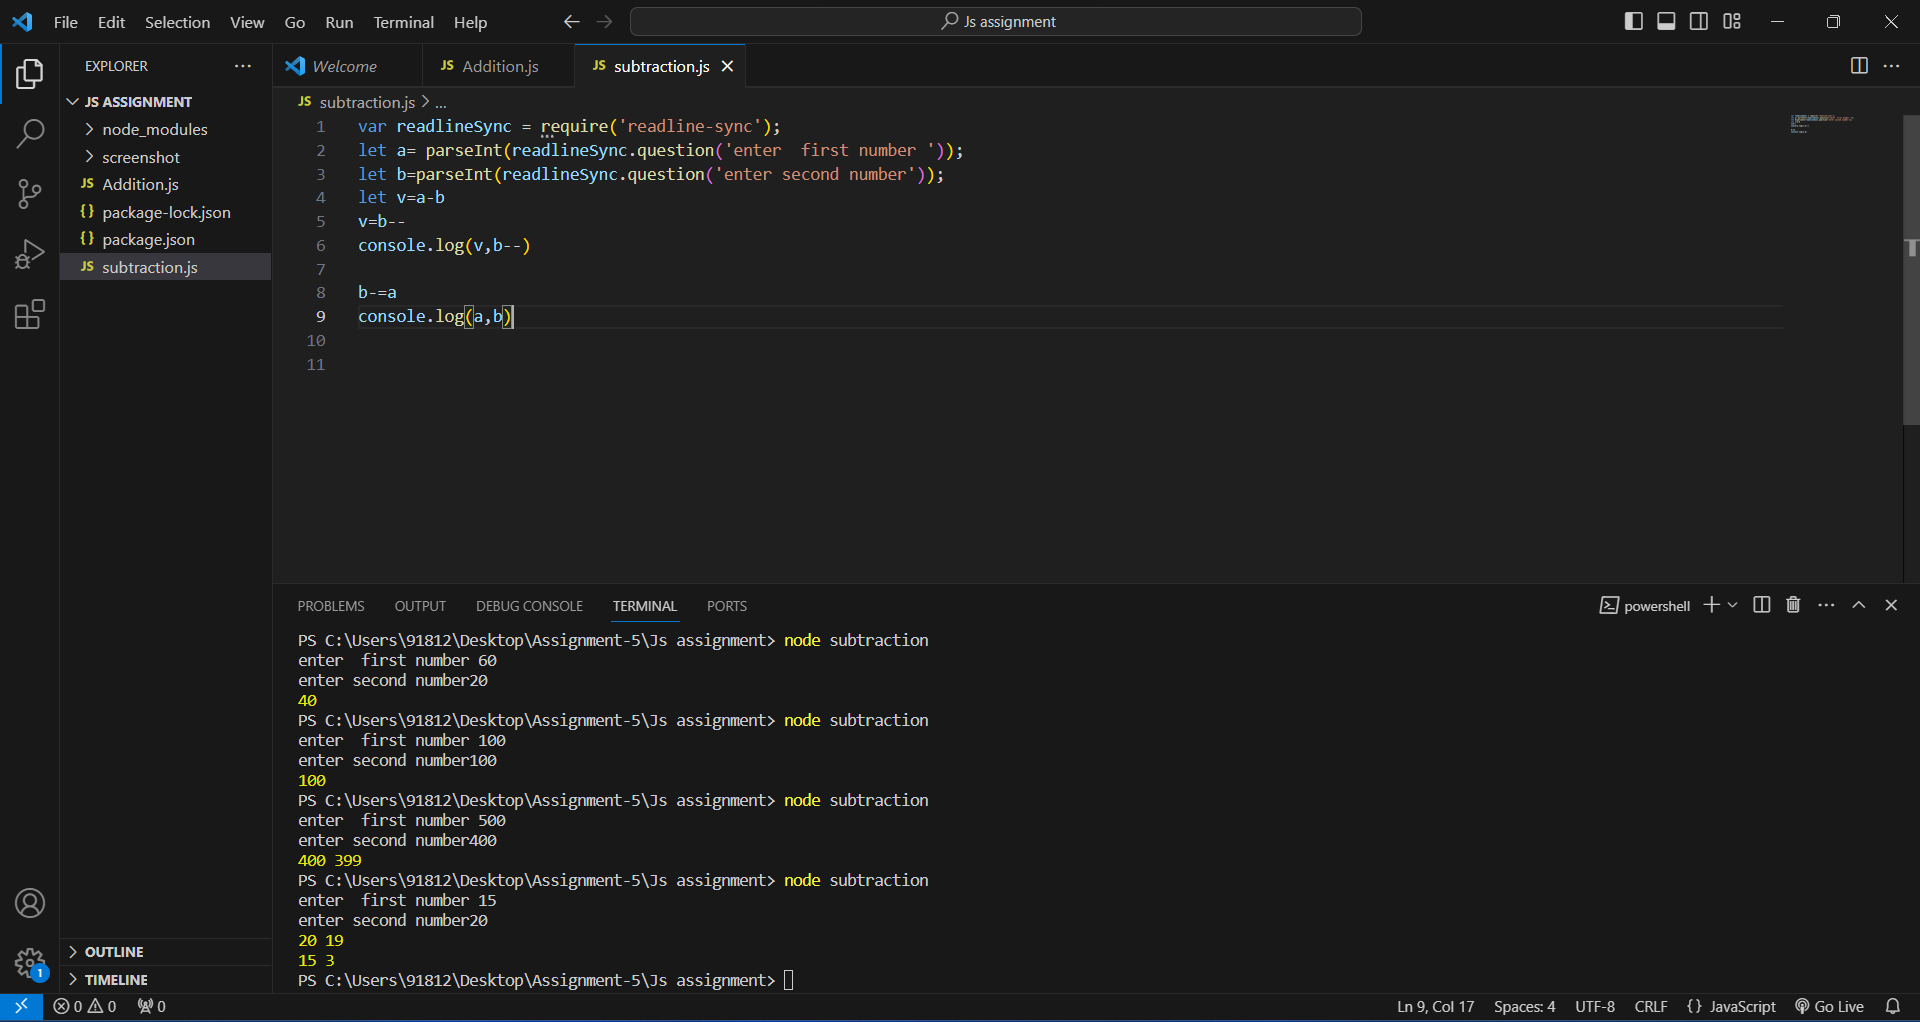 File Edit Selection View Go Run Terminal Help Js assignment
EXPLORER
JS ASSIGNMENT
node_modules
screenshot
JS Addition.js
{} package-lock.json
{} package.json
JS subtraction.js
OUTLINE
TIMELINE
Welcome JS Addition.js JS subtraction.js
JS subtraction.js > ...
1 var readlineSync = require('readline-sync');
2 let a= parseInt(readlineSync.question('enter  first number '));
3 let b=parseInt(readlineSync.question('enter second number'));
4 let v=a-b
5 v=b--
6 console.log(v,b--)
7
8 b-=a
9 console.log(a,b)
10
11
PROBLEMS OUTPUT DEBUG CONSOLE TERMINAL PORTS powershell
PS C:\Users\91812\Desktop\Assignment-5\Js assignment> node subtraction
enter  first number 60
enter second number20
40
PS C:\Users\91812\Desktop\Assignment-5\Js assignment> node subtraction
enter  first number 100
enter second number100
100
PS C:\Users\91812\Desktop\Assignment-5\Js assignment> node subtraction
enter  first number 500
enter second number400
400 399
PS C:\Users\91812\Desktop\Assignment-5\Js assignment> node subtraction
enter  first number 15
enter second number20
20 19
15 3
PS C:\Users\91812\Desktop\Assignment-5\Js assignment>
1
0 0 0 Ln 9, Col 17 Spaces: 4 UTF-8 CRLF {} JavaScript Go Live